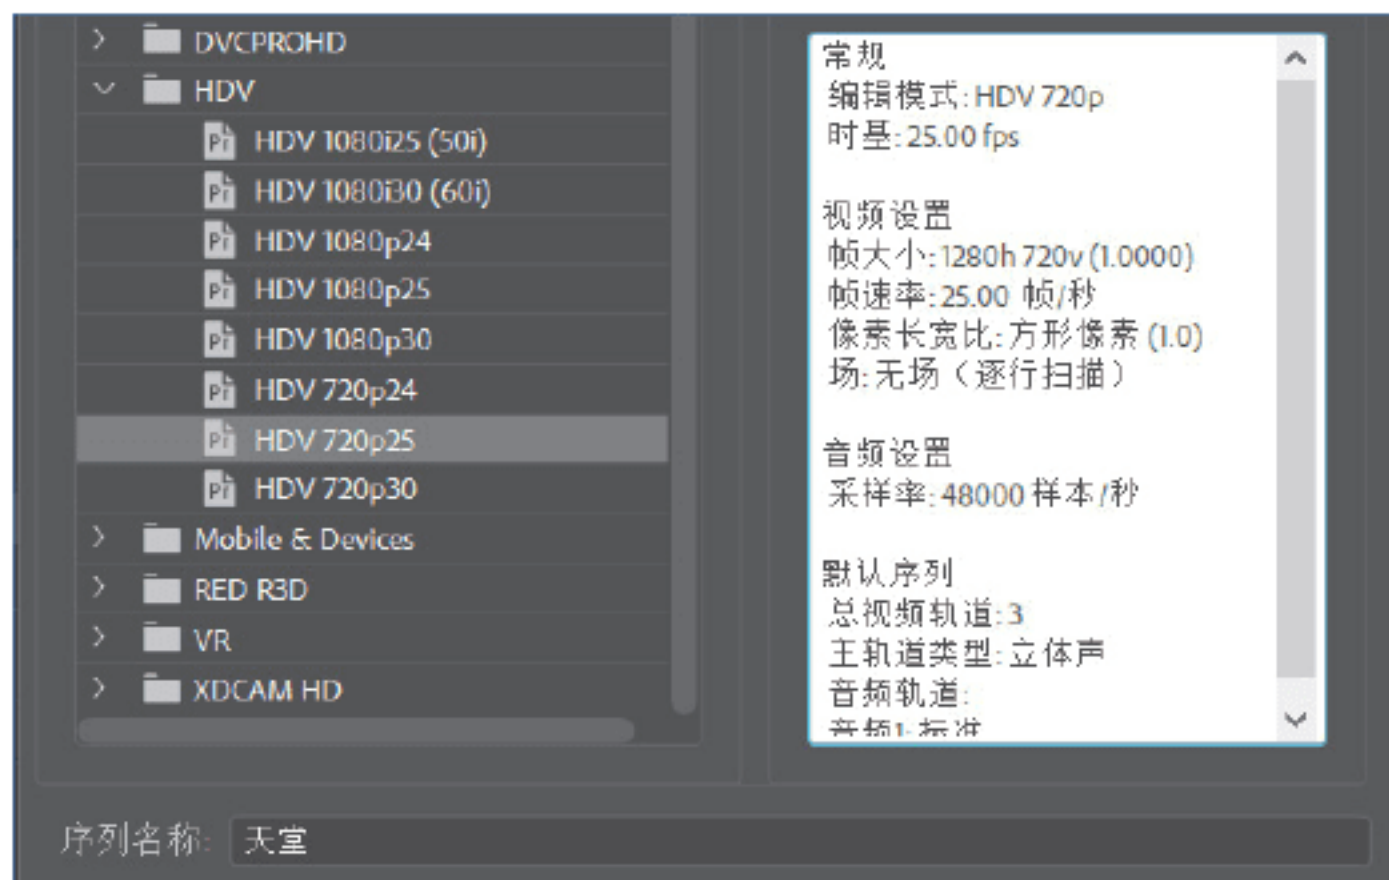 DVCPROHD
HDV
HDV 1080i25 (50i)
HDV 1080i30 (60i)
HDV 1080p24
HDV 1080p25
HDV 1080p30
HDV 720p24
HDV 720p25
HDV 720p30
Mobile & Devices
RED R3D
VR
XDCAM HD
常规
编辑模式: HDV 720p
时基: 25.00 fps
视频设置
帧大小: 1280h 720v (1.0000)
帧速率: 25.00 帧/秒
像素长宽比: 方形像素 (1.0)
场: 无场（逐行扫描）
音频设置
采样率: 48000 样本/秒
默认序列
总视频轨道: 3
主轨道类型: 立体声
音频轨道:
音频1: 标准
序列名称: 天堂